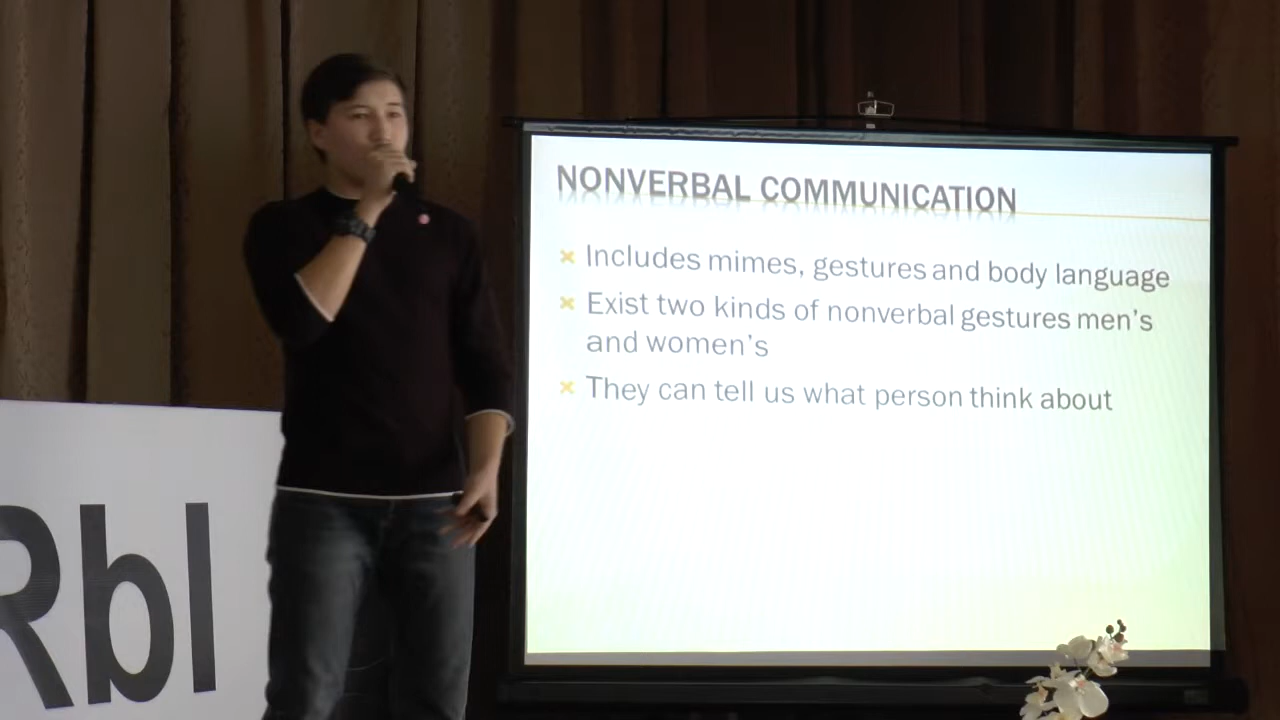 NONVERBAL COMMUNICATION
Includes mimes, gestures and body language
Exist two kinds of nonverbal gestures men's
and women's
They can tell us what person think about
Rы